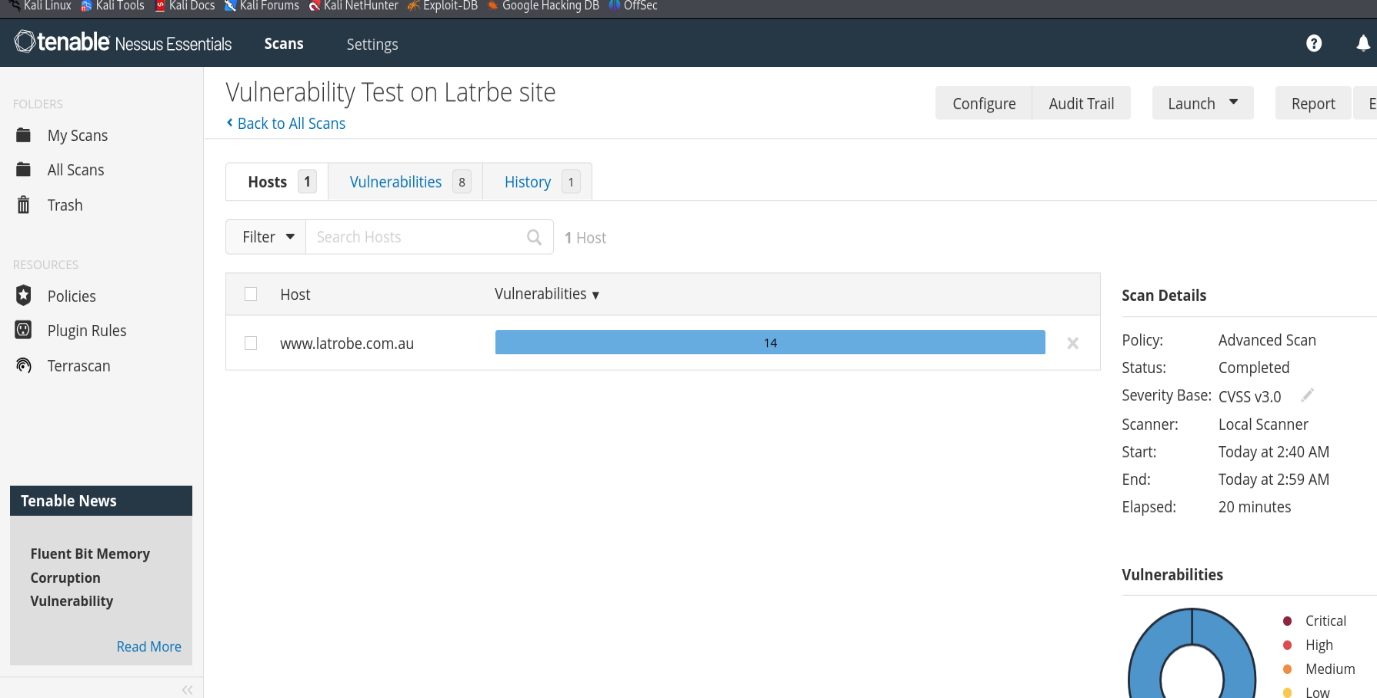 Kali Linux Kali Tools Kali Docs Kali Forums Kali NetHunter Exploit-DB Google Hacking DB OffSec
tenable Nessus Essentials Scans Settings
FOLDERS
My Scans
All Scans
Trash
RESOURCES
Policies
Plugin Rules
Terrascan
Tenable News
Fluent Bit Memory
Corruption
Vulnerability
Read More
Vulnerability Test on Latrbe site
Back to All Scans
Configure Audit Trail Launch Report E
Hosts 1 Vulnerabilities 8 History 1
Filter Search Hosts 1 Host
Host Vulnerabilities
www.latrobe.com.au 14
Scan Details
Policy: Advanced Scan
Status: Completed
Severity Base: CVSS v3.0
Scanner: Local Scanner
Start: Today at 2:40 AM
End: Today at 2:59 AM
Elapsed: 20 minutes
Vulnerabilities
Critical
High
Medium
Low